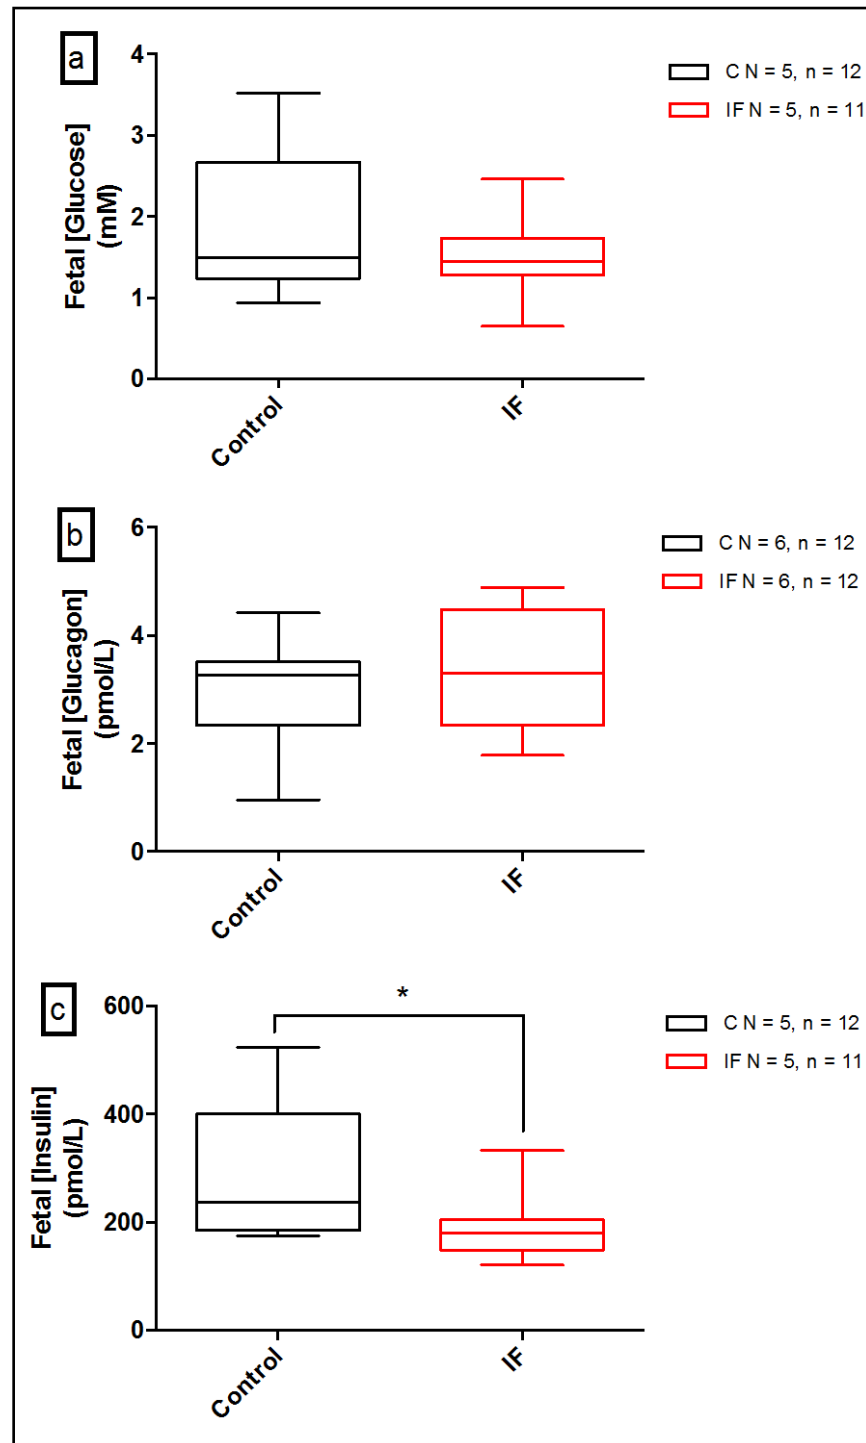 a
Fetal [Glucose]
(mM)
4
3
2
1
0
Control
IF
C N = 5, n = 12
IF N = 5, n = 11
b
Fetal [Glucagon]
(pmol/L)
6
4
2
0
Control
IF
C N = 6, n = 12
IF N = 6, n = 12
c
Fetal [Insulin]
(pmol/L)
600
400
200
0
*
Control
IF
C N = 5, n = 12
IF N = 5, n = 11